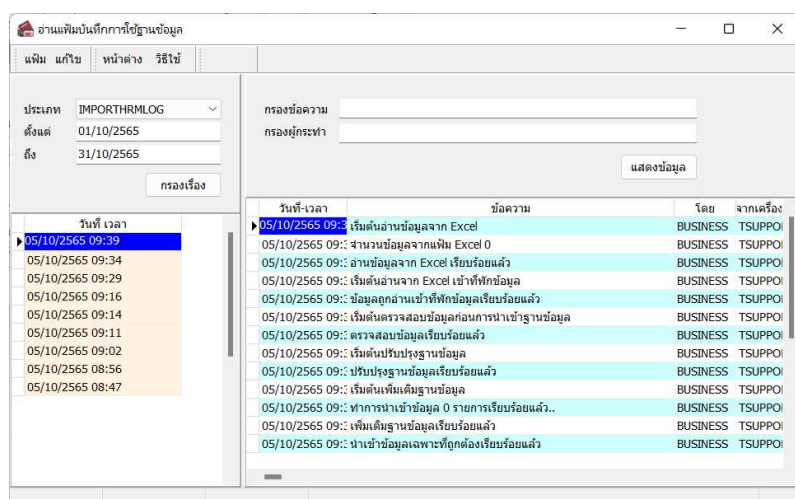 อ่านแฟ้มบันทึกการใช้ฐานข้อมูล
แฟ้ม แก้ไข หน้าต่าง วิธีใช้
ประเภท IMPORTHRMLOG
ตั้งแต่ 01/10/2565
ถึง 31/10/2565
กรองเรื่อง
วันที่ เวลา
05/10/2565 09:39
05/10/2565 09:34
05/10/2565 09:29
05/10/2565 09:16
05/10/2565 09:14
05/10/2565 09:11
05/10/2565 09:02
05/10/2565 08:56
05/10/2565 08:47
กรองข้อความ
กรองผู้กระทำ
แสดงข้อมูล
วันที่-เวลา ข้อความ โดย จากเครื่อง
05/10/2565 09:3 เริ่มต้นอ่านข้อมูลจาก Excel BUSINESS TSUPPO
05/10/2565 09:3 จำนวนข้อมูลจากแฟ้ม Excel 0 BUSINESS TSUPPO
05/10/2565 09:3 อ่านข้อมูลจาก Excel เรียบร้อยแล้ว BUSINESS TSUPPO
05/10/2565 09:3 เริ่มต้นอ่านจาก Excel เข้าที่พักข้อมูล BUSINESS TSUPPO
05/10/2565 09:3 ข้อมูลถูกอ่านเข้าที่พักข้อมูลเรียบร้อยแล้ว BUSINESS TSUPPO
05/10/2565 09:3 เริ่มต้นตรวจสอบข้อมูลก่อนการนำเข้าฐานข้อมูล BUSINESS TSUPPO
05/10/2565 09:3 ตรวจสอบข้อมูลเรียบร้อยแล้ว BUSINESS TSUPPO
05/10/2565 09:3 เริ่มต้นปรับปรุงฐานข้อมูล BUSINESS TSUPPO
05/10/2565 09:3 ปรับปรุงฐานข้อมูลเรียบร้อยแล้ว BUSINESS TSUPPO
05/10/2565 09:3 เริ่มต้นเพิ่มเติมฐานข้อมูล BUSINESS TSUPPO
05/10/2565 09:3 ทำการนำเข้าข้อมูล 0 รายการเรียบร้อยแล้ว.. BUSINESS TSUPPO
05/10/2565 09:3 เพิ่มเติมฐานข้อมูลเรียบร้อยแล้ว BUSINESS TSUPPO
05/10/2565 09:3 นำเข้าข้อมูลเฉพาะที่ถูกต้องเรียบร้อยแล้ว BUSINESS TSUPPO